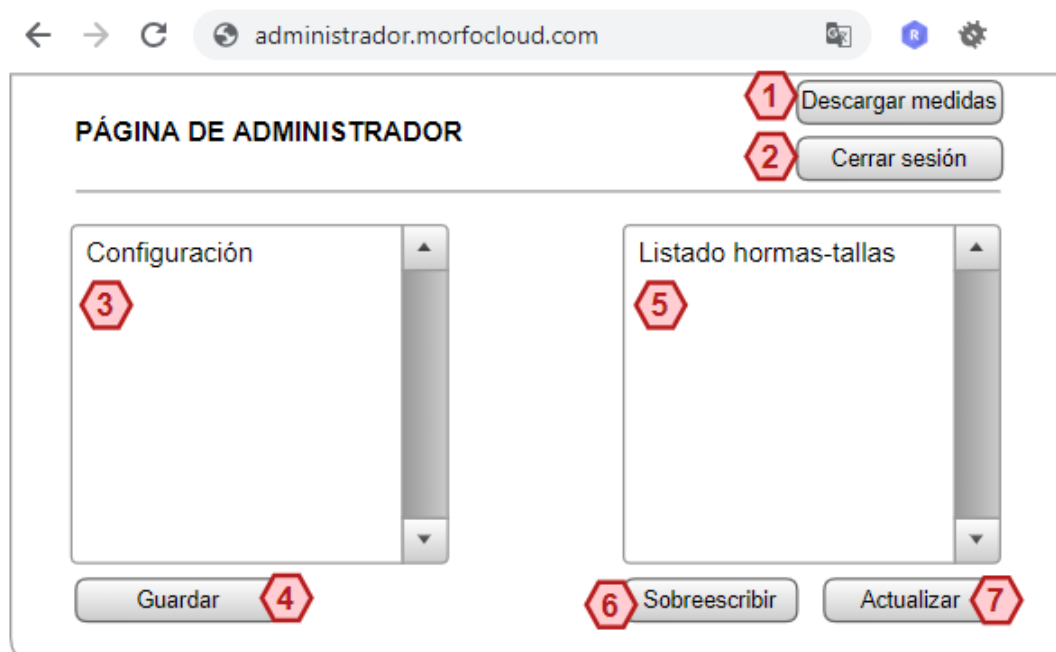 administrador.morfocloud.com
R
1 Descargar medidas
PÁGINA DE ADMINISTRADOR
2 Cerrar sesión
Configuración
3
Listado hormas-tallas
5
Guardar 4
6 Sobreescribir
Actualizar 7